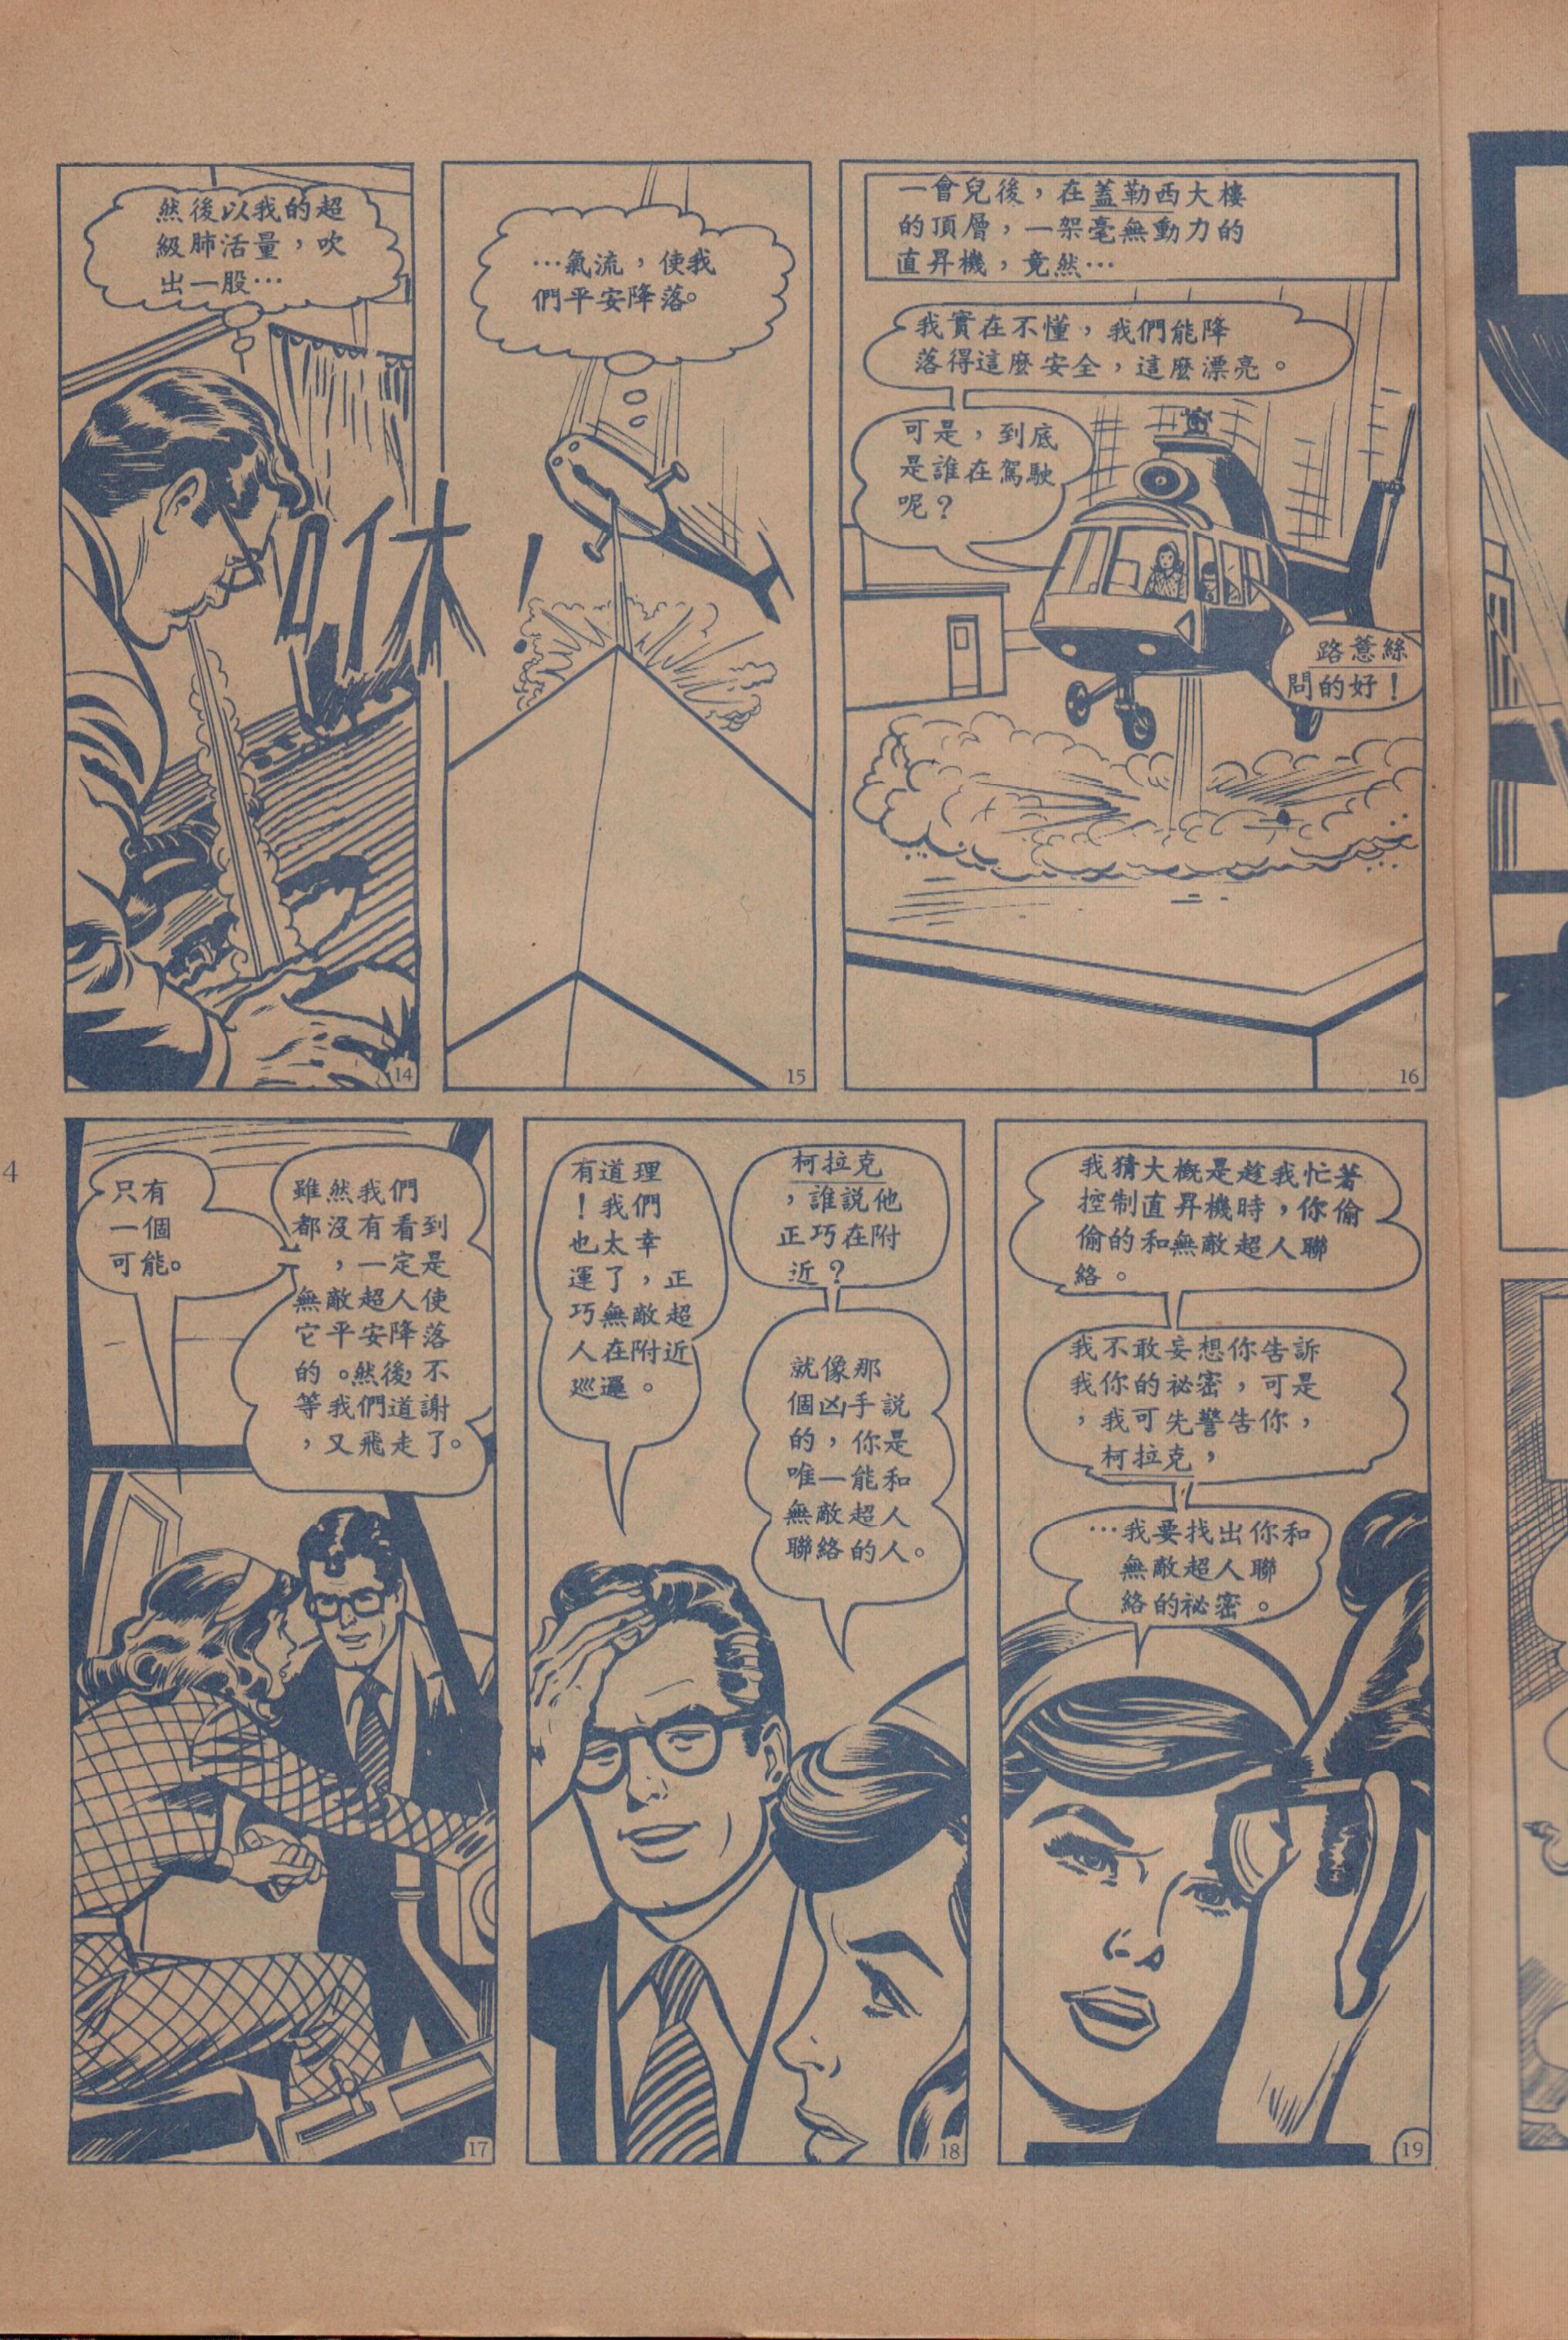 然後以我的超
級肺活量，吹
出一股…
咻！
14
…氣流，使我
們平安降落。
15
一會兒後，在蓋勒西大樓
的頂層，一架毫無動力的
直昇機，竟然…
我實在不懂，我們能降
落得這麼安全，這麼漂亮。
可是，到底
是誰在駕駛
呢？
路薏絲
問的好！
16
只有
一個
可能。
雖然我們
都沒有看到
，一定是
無敵超人使
它平安降落
的。然後，不
等我們道謝
，又飛走了。
17
有道理
！我們
也太幸
運了，正
巧無敵超
人在附近
巡邏。
柯拉克
，誰說他
正巧在附
近？
就像那
個凶手說
的，你是
唯一能和
無敵超人
聯絡的人。
18
我猜大概是趁我忙著
控制直昇機時，你偷
偷的和無敵超人聯
絡。
我不敢妄想你告訴
我你的祕密，可是
，我可先警告你，
柯拉克，
…我要找出你和
無敵超人聯
絡的祕密。
19
4